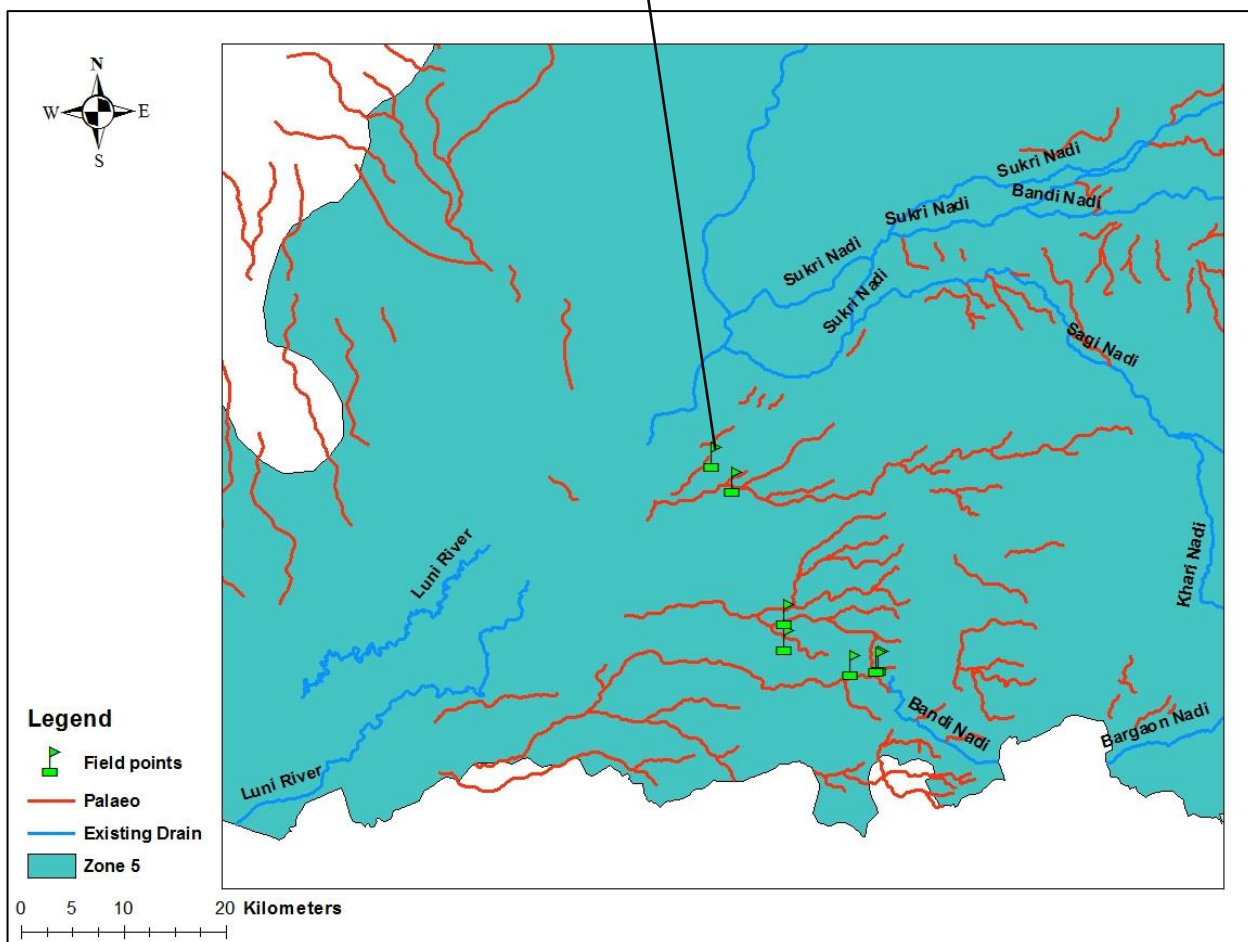 N
W E
S
Sukri Nadi
Bandi Nadi
Sukri Nadi
Sukri Nadi
Sukri Nadi
Sagi Nadi
Khari Nadi
Luni River
Bandi Nadi
Bargaon Nadi
Luni River
Legend
Field points
Palaeo
Existing Drain
Zone 5
0 5 10 20 Kilometers